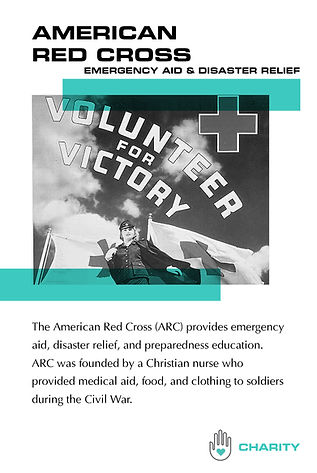 AMERICAN
RED CROSS
EMERGENCY AID & DISASTER RELIEF
VOLUNTEER
FOR
VICTORY
The American Red Cross (ARC) provides emergency
aid, disaster relief, and preparedness education.
ARC was founded by a Christian nurse who
provided medical aid, food, and clothing to soldiers
during the Civil War.
CHARITY